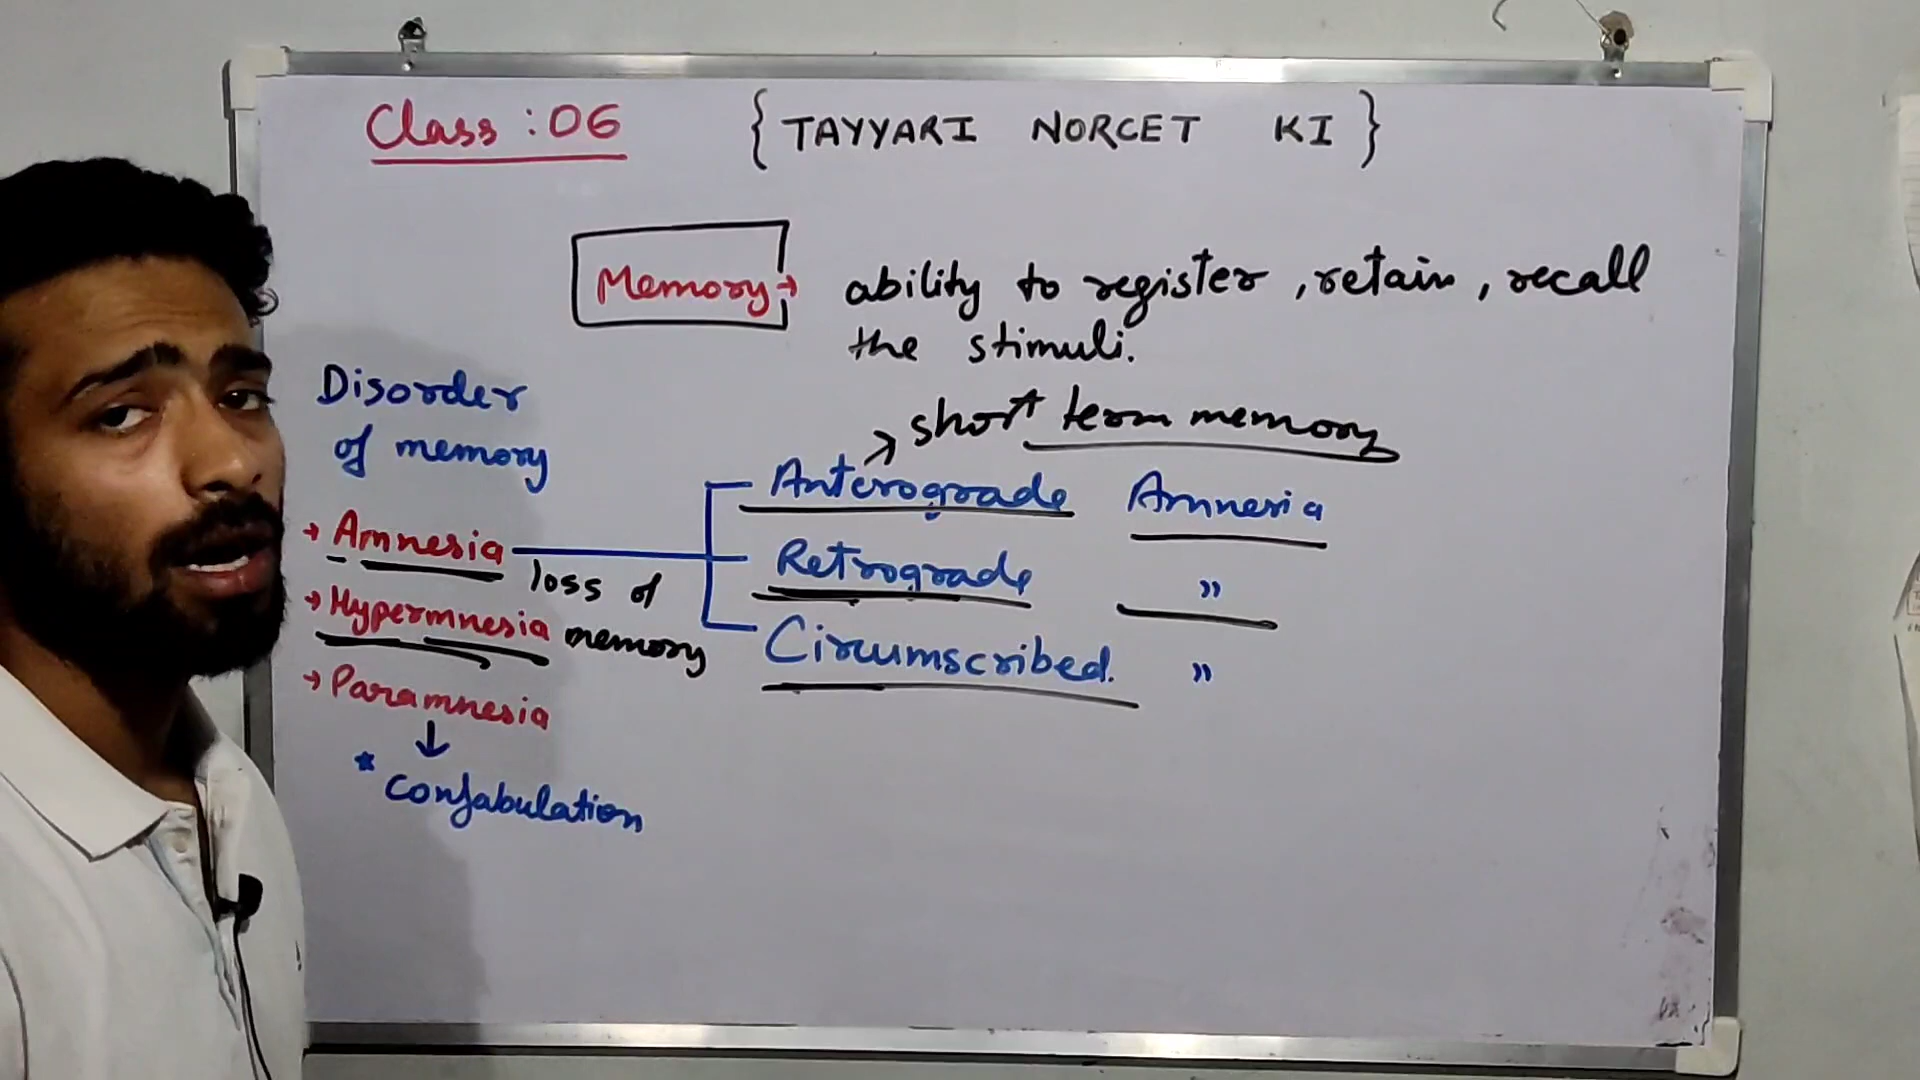 Class : 06 { TAYYARI NORCET KI }
Memory → ability to register, retain, recall
the stimuli.
Disorder
of memory
→ short term memory
→ Amnesia
loss of
memory
→ Hypermnesia
→ Paramnesia
↓
* Confabulation
Anterograde Amnesia
Retrograde "
Circumscribed. "